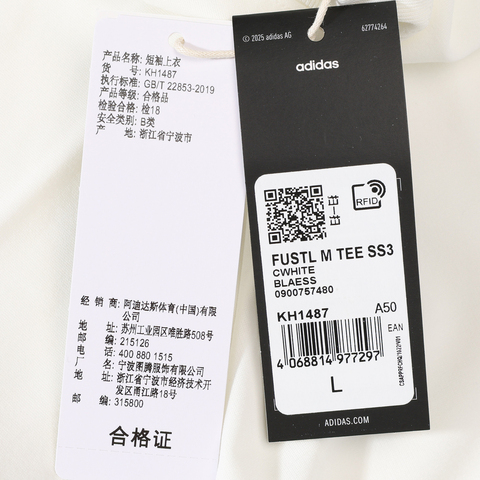 产品名称: 短袖上衣
货 号: KH1487
执行标准: GB/T 22853-2019
产品等级: 合格品
检验合格: 检18
安全类别: B类
产 地: 浙江省宁波市
经 销 商: 阿迪达斯体育(中国)有限
公司
地 址: 苏州工业园区唯胜路508号
邮 编: 215126
电 话: 400 880 1515
厂 名: 宁波图腾服饰有限公司
地 址: 浙江省宁波市经济技术开
发区甬江路18号
邮 编: 315800
合格证
© 2025 adidas AG
62774264
adidas
RFID
FUSTL M TEE SS3
CWHITE
BLAESS
0900757480
KH1487
A50
EAN
4 068814 977297
L
ADIDAS.COM